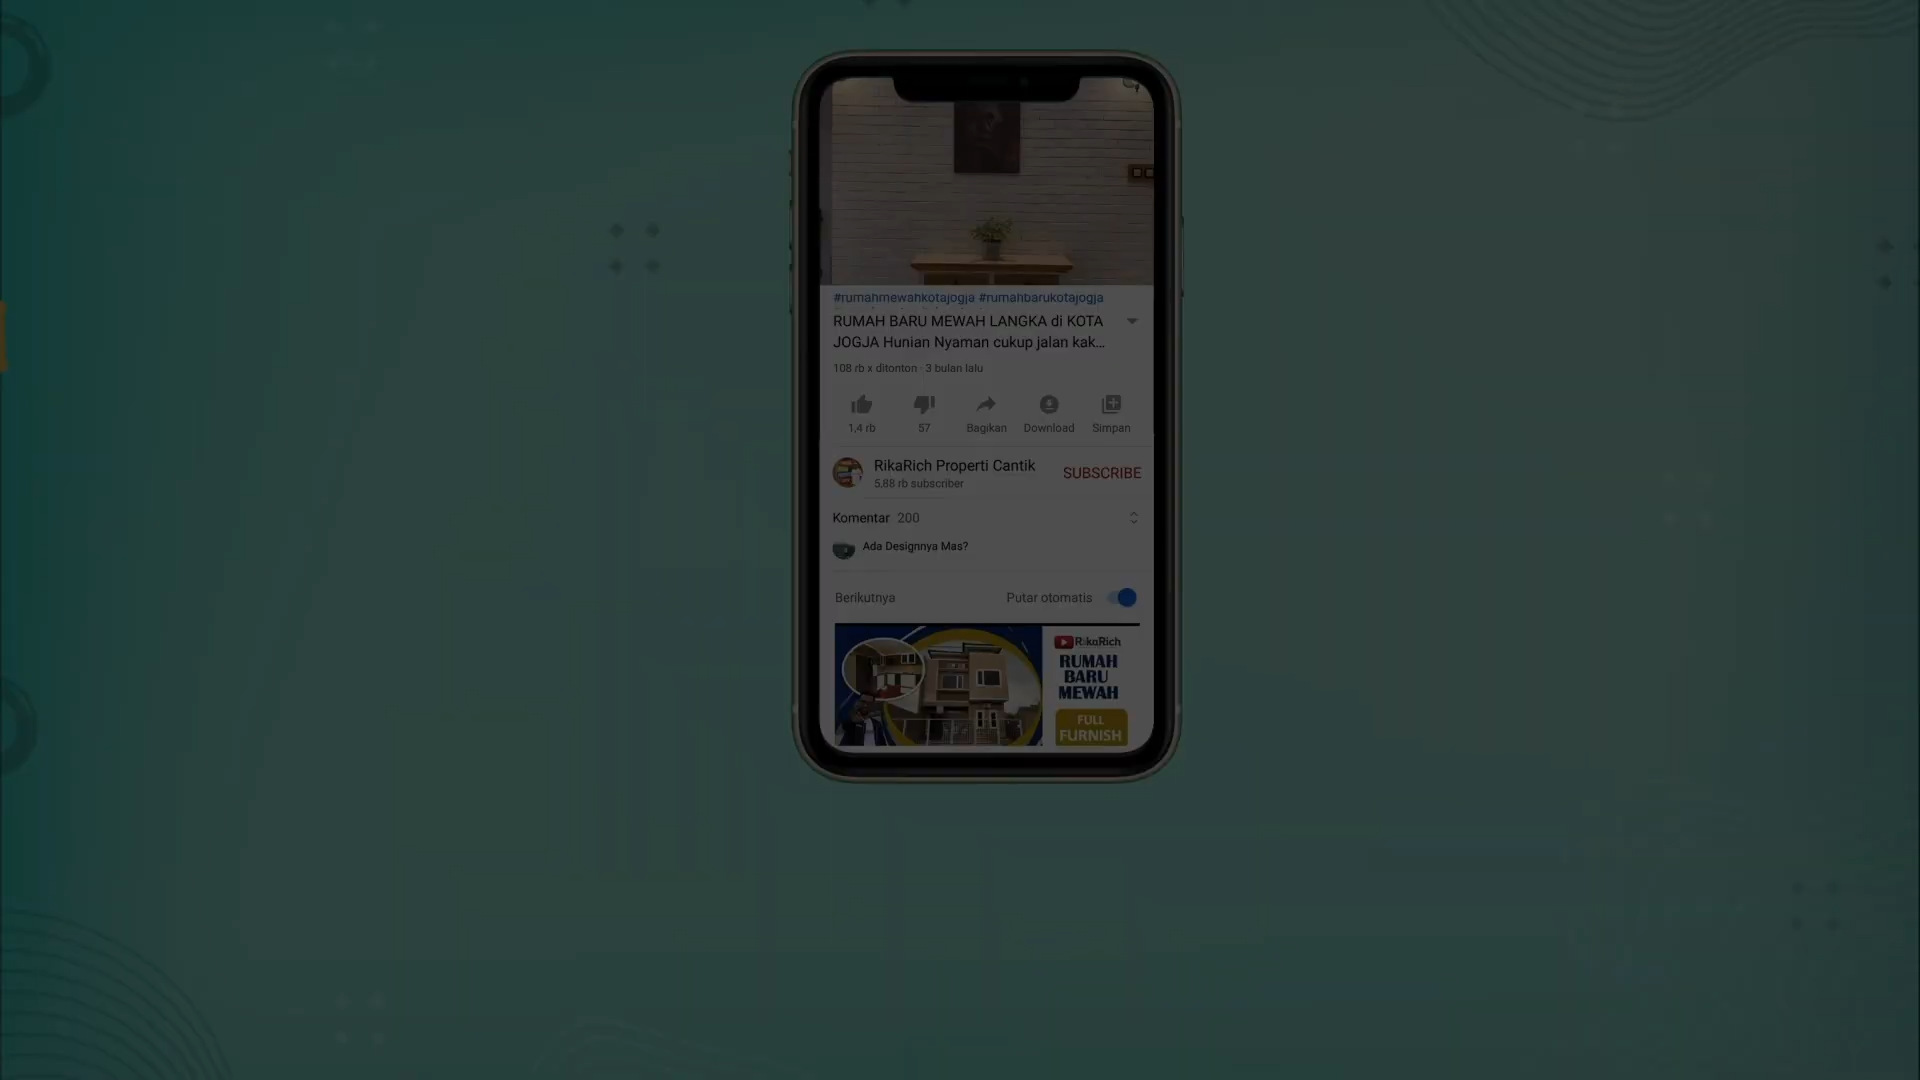 #rumahmewahkotajogja #rumahbarukotajogja
RUMAH BARU MEWAH LANGKA di KOTA
JOGJA Hunian Nyaman cukup jalan kak...
108 rb x ditonton · 3 bulan lalu
1,4 rb 57 Bagikan Download Simpan
RikaRich Properti Cantik SUBSCRIBE
5,88 rb subscriber
Komentar 200
Ada Designnya Mas?
Berikutnya Putar otomatis
RikaRich
RUMAH
BARU
MEWAH
FULL
FURNISH